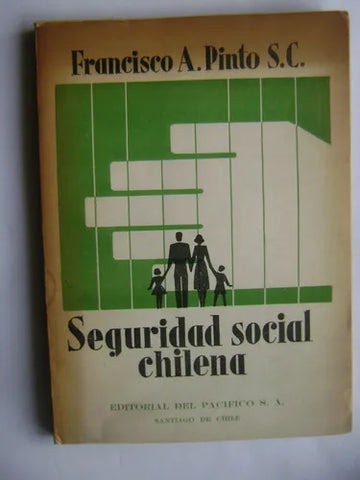 Francisco A. Pinto S.C.
Seguridad social
chilena
EDITORIAL DEL PACIFICO S. A.
SANTIAGO DE CHILE